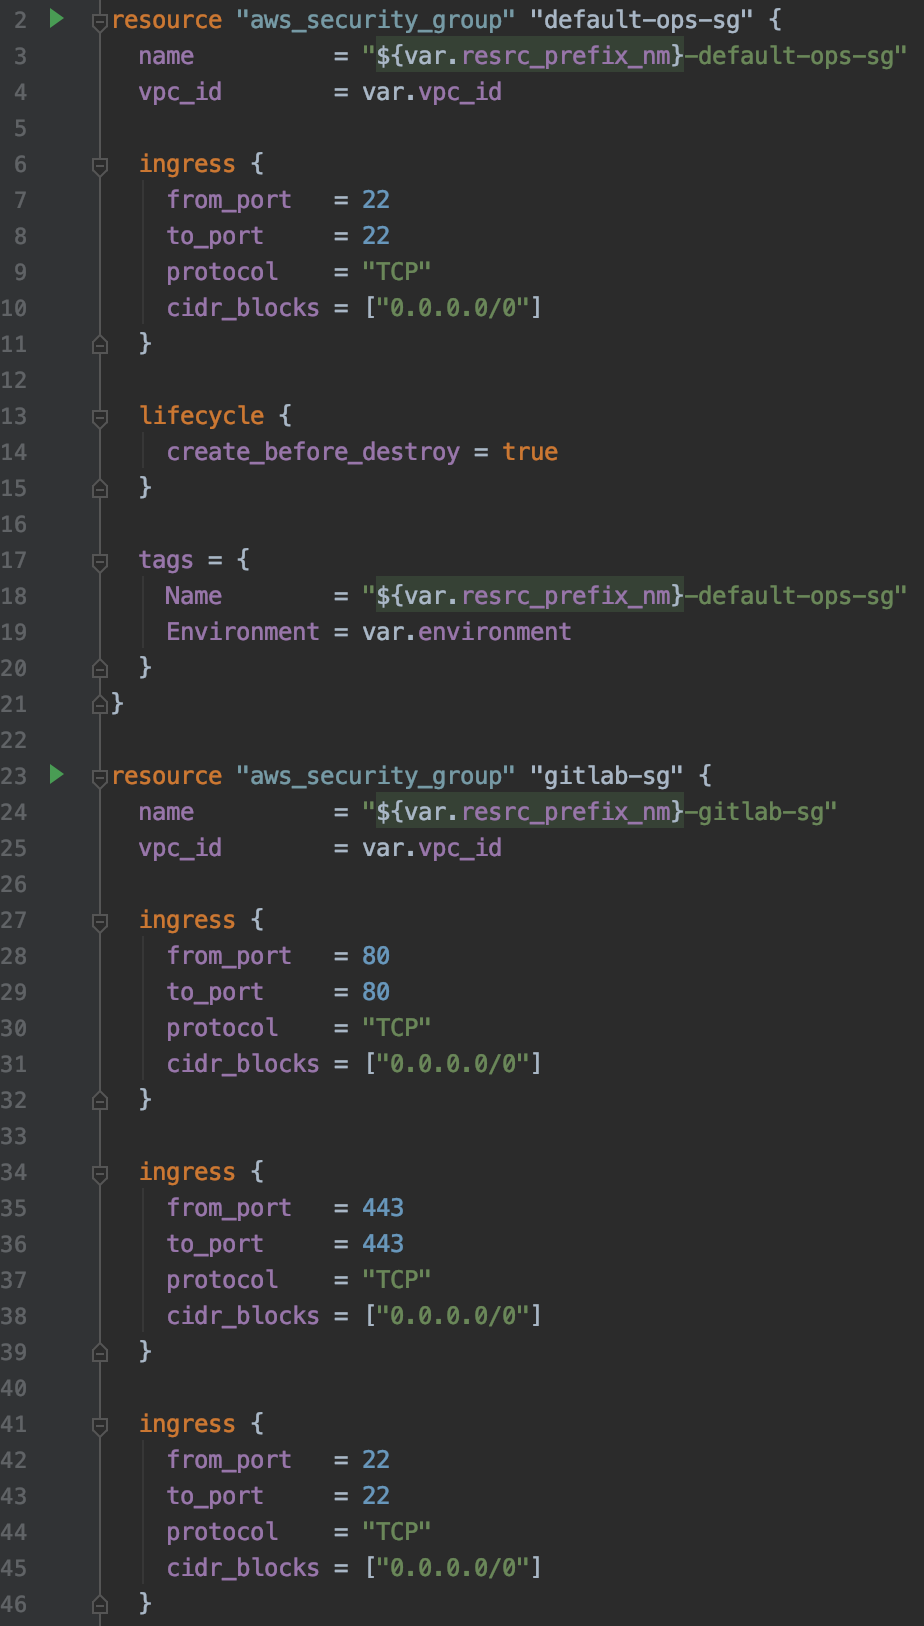 2 resource "aws_security_group" "default-ops-sg" {
3 name = "${var.resrc_prefix_nm}-default-ops-sg"
4 vpc_id = var.vpc_id
5
6 ingress {
7 from_port = 22
8 to_port = 22
9 protocol = "TCP"
10 cidr_blocks = ["0.0.0.0/0"]
11 }
12
13 lifecycle {
14 create_before_destroy = true
15 }
16
17 tags = {
18 Name = "${var.resrc_prefix_nm}-default-ops-sg"
19 Environment = var.environment
20 }
21 }
22
23 resource "aws_security_group" "gitlab-sg" {
24 name = "${var.resrc_prefix_nm}-gitlab-sg"
25 vpc_id = var.vpc_id
26
27 ingress {
28 from_port = 80
29 to_port = 80
30 protocol = "TCP"
31 cidr_blocks = ["0.0.0.0/0"]
32 }
33
34 ingress {
35 from_port = 443
36 to_port = 443
37 protocol = "TCP"
38 cidr_blocks = ["0.0.0.0/0"]
39 }
40
41 ingress {
42 from_port = 22
43 to_port = 22
44 protocol = "TCP"
45 cidr_blocks = ["0.0.0.0/0"]
46 }